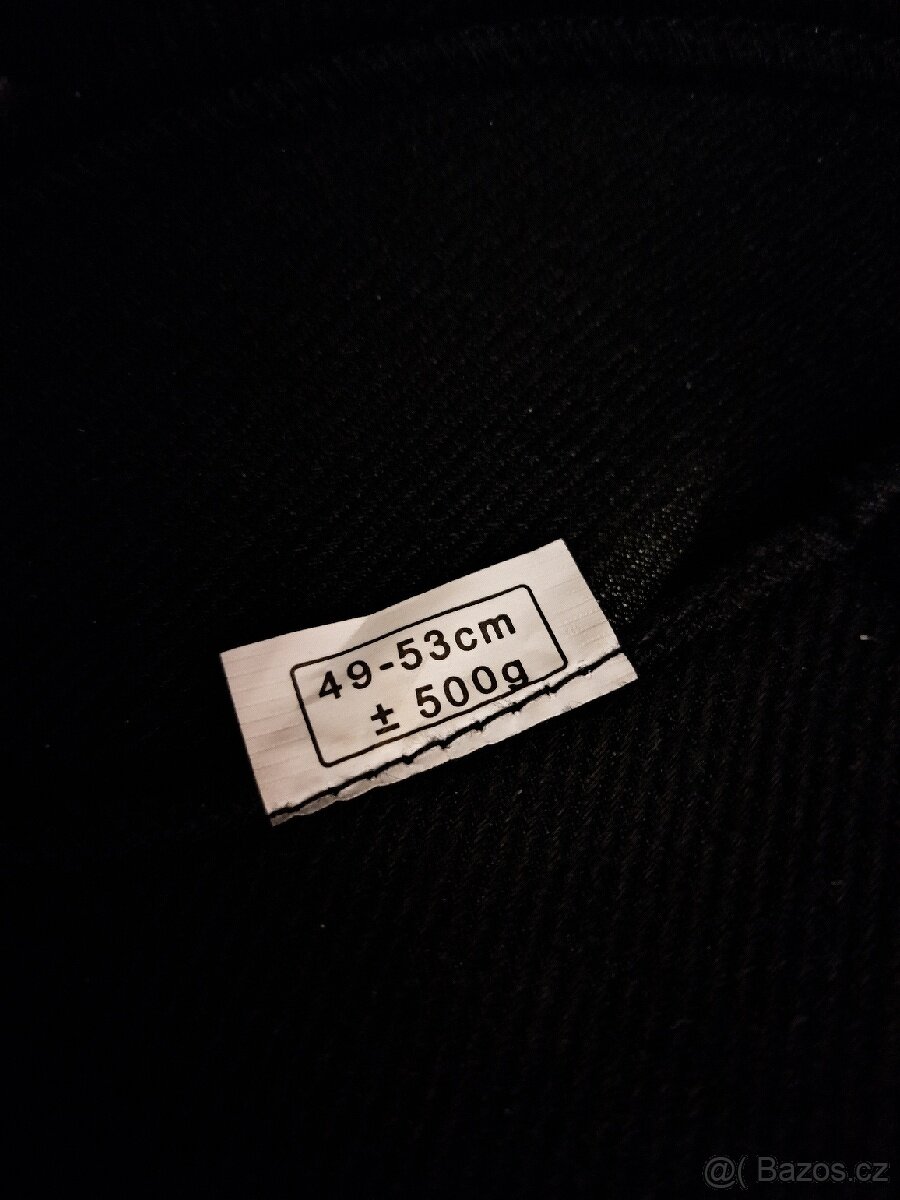 49-53cm
± 500g
@( Bazos.cz